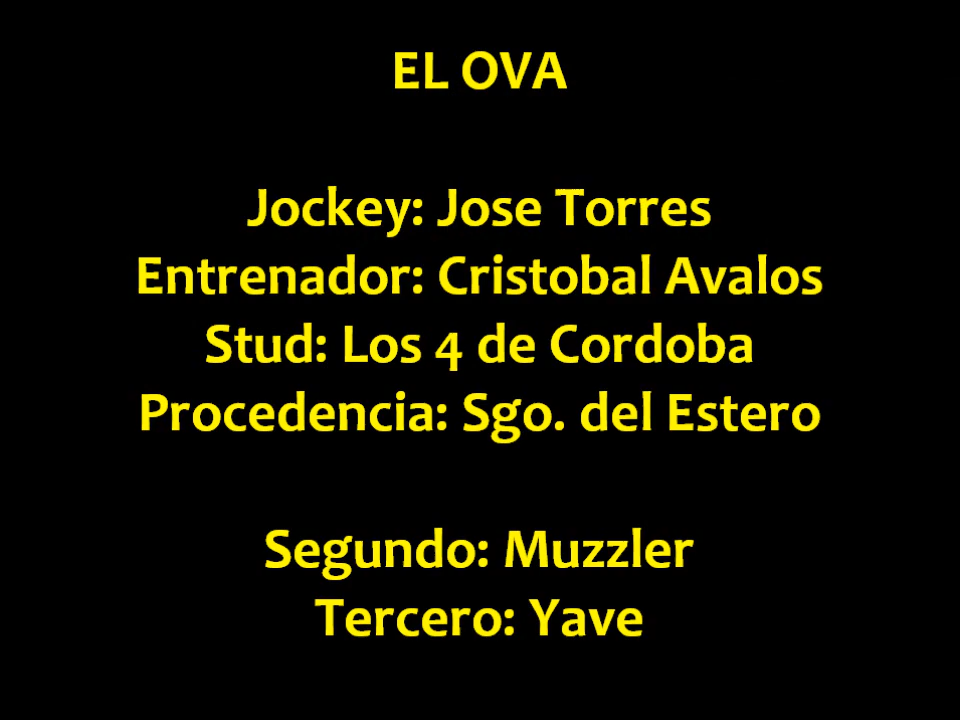 EL OVA
Jockey: Jose Torres
Entrenador: Cristobal Avalos
Stud: Los 4 de Cordoba
Procedencia: Sgo. del Estero
Segundo: Muzzler
Tercero: Yave